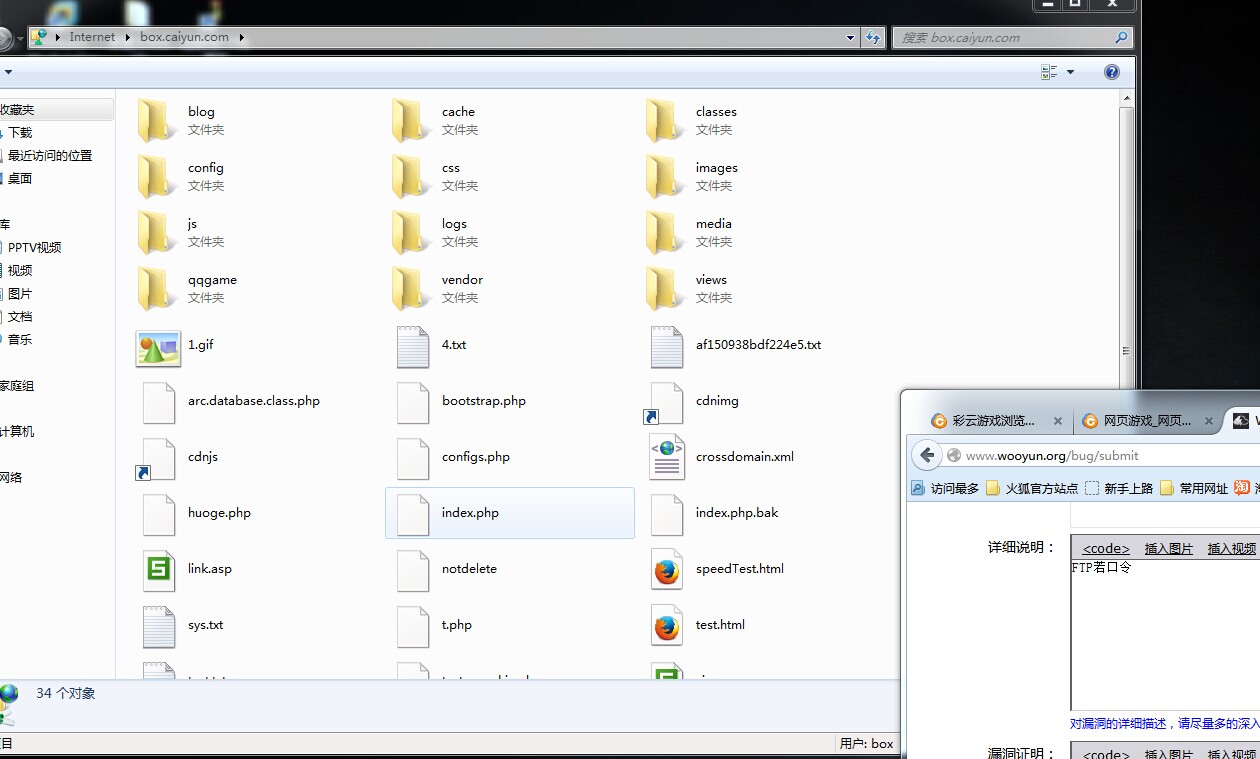 Internet box.caiyun.com
搜索 box.caiyun.com
收藏夹
下载
最近访问的位置
桌面
库
PPTV视频
视频
图片
文档
音乐
家庭组
计算机
网络
blog
文件夹
cache
文件夹
classes
文件夹
config
文件夹
css
文件夹
images
文件夹
js
文件夹
logs
文件夹
media
文件夹
qqgame
文件夹
vendor
文件夹
views
文件夹
1.gif
4.txt
af150938bdf224e5.txt
arc.database.class.php
bootstrap.php
cdnimg
cdnjs
configs.php
crossdomain.xml
huoge.php
index.php
index.php.bak
link.asp
notdelete
speedTest.html
sys.txt
t.php
test.html
34 个对象
用户: box
彩云游戏浏览...
网页游戏_网页...
www.wooyun.org/bug/submit
访问最多 火狐官方站点 新手上路 常用网址
详细说明：
<code> 插入图片 插入视频
FTP若口令
对漏洞的详细描述，请尽量多的深入
漏洞证明：
<code> 插入图片 插入视频